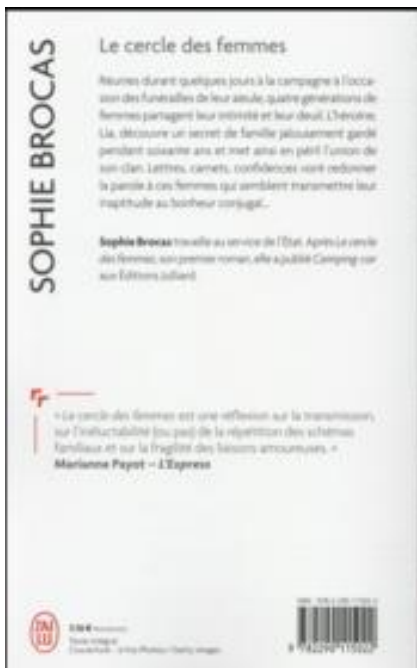 SOPHIE BROCAS
Le cercle des femmes
Réunies durant quelques jours à la campagne à l'occa-
sion des funérailles de leur aïeule, quatre générations de
femmes partagent leur intimité et leur deuil. L'héroïne,
Lia, découvre un secret de famille jalousement gardé
pendant soixante ans et met ainsi en péril l'union de
son clan. Lettres, carnets, confidences vont redonner
la parole à ces femmes qui semblent transmettre leur
inaptitude au bonheur conjugal...
Sophie Brocas travaille au service de l'État. Après Le cercle
des femmes, son premier roman, elle a publié Camping-car
aux Éditions Julliard.
« Le cercle des femmes est une réflexion sur la transmission,
sur l'inéluctabilité (ou pas) de la répétition des schémas
familiaux et sur la fragilité des liaisons amoureuses. »
Marianne Payot – L'Express
J'AI LU
Texte intégral
9 782290 115022